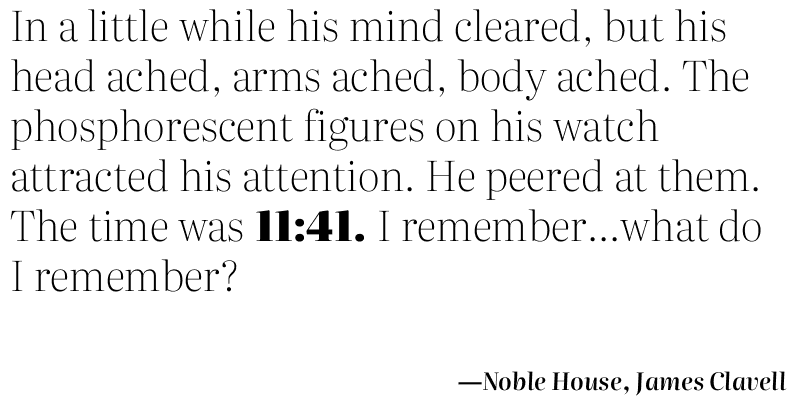 In a little while his mind cleared, but his
head ached, arms ached, body ached. The
phosphorescent figures on his watch
attracted his attention. He peered at them.
The time was 11:41. I remember...what do
I remember?
—Noble House, James Clavell